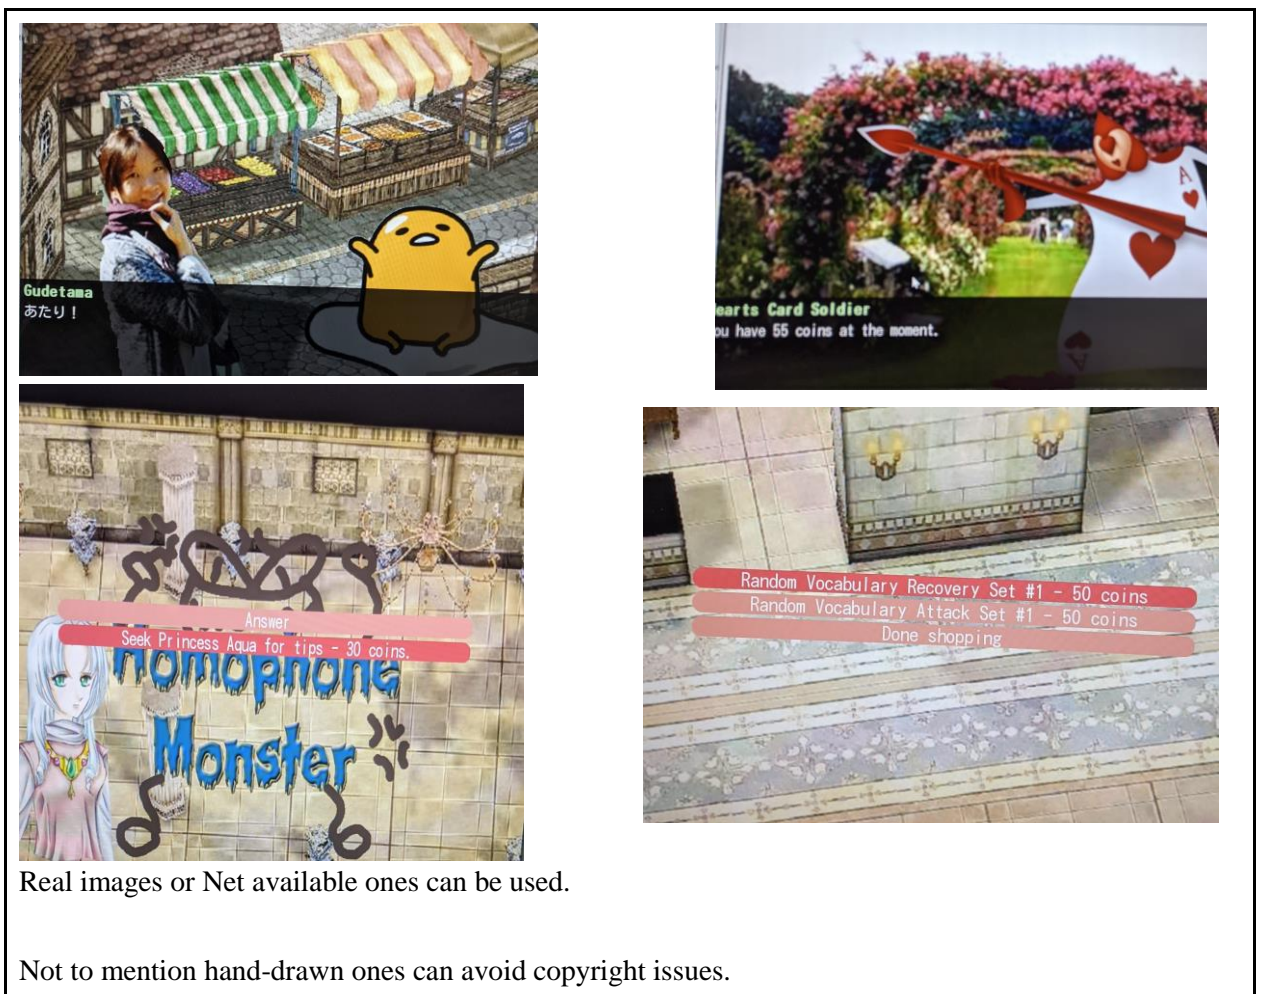 Gudetama
あたり！
earts Card Soldier
ou have 55 coins at the moment.
A
A
Answer
Seek Princess Aqua for tips - 30 coins.
Homophone
Monster
Random Vocabulary Recovery Set #1 - 50 coins
Random Vocabulary Attack Set #1 - 50 coins
Done shopping
Real images or Net available ones can be used.
Not to mention hand-drawn ones can avoid copyright issues.